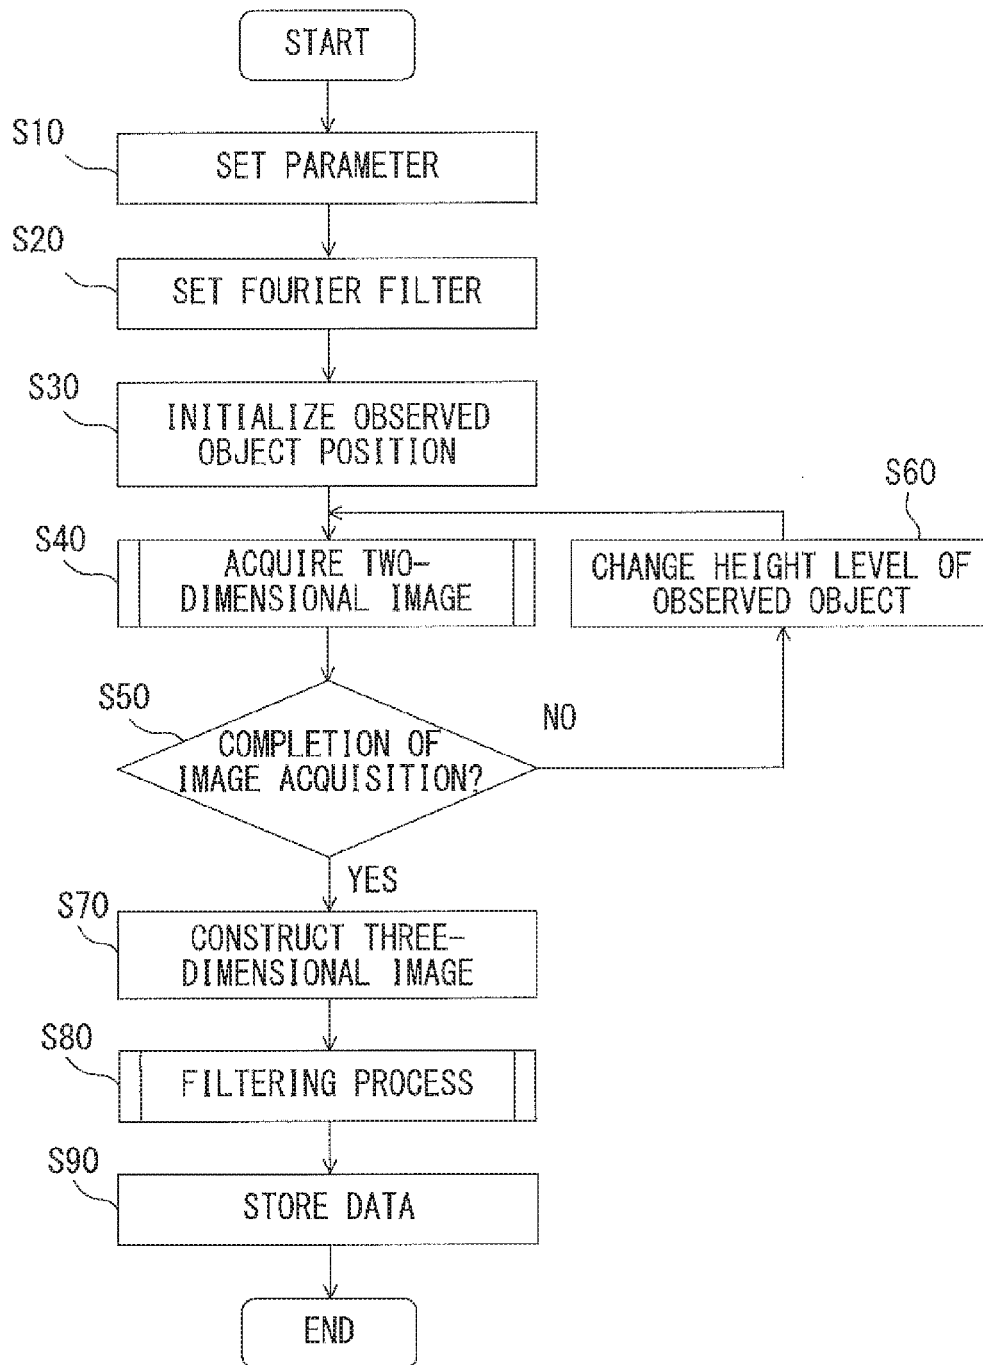 START
S10
SET PARAMETER
S20
SET FOURIER FILTER
S30
INITIALIZE OBSERVED
OBJECT POSITION
S60
S40
ACQUIRE TWO-
DIMENSIONAL IMAGE
CHANGE HEIGHT LEVEL OF
OBSERVED OBJECT
S50
NO
COMPLETION OF
IMAGE ACQUISITION?
YES
S70
CONSTRUCT THREE-
DIMENSIONAL IMAGE
S80
FILTERING PROCESS
S90
STORE DATA
END